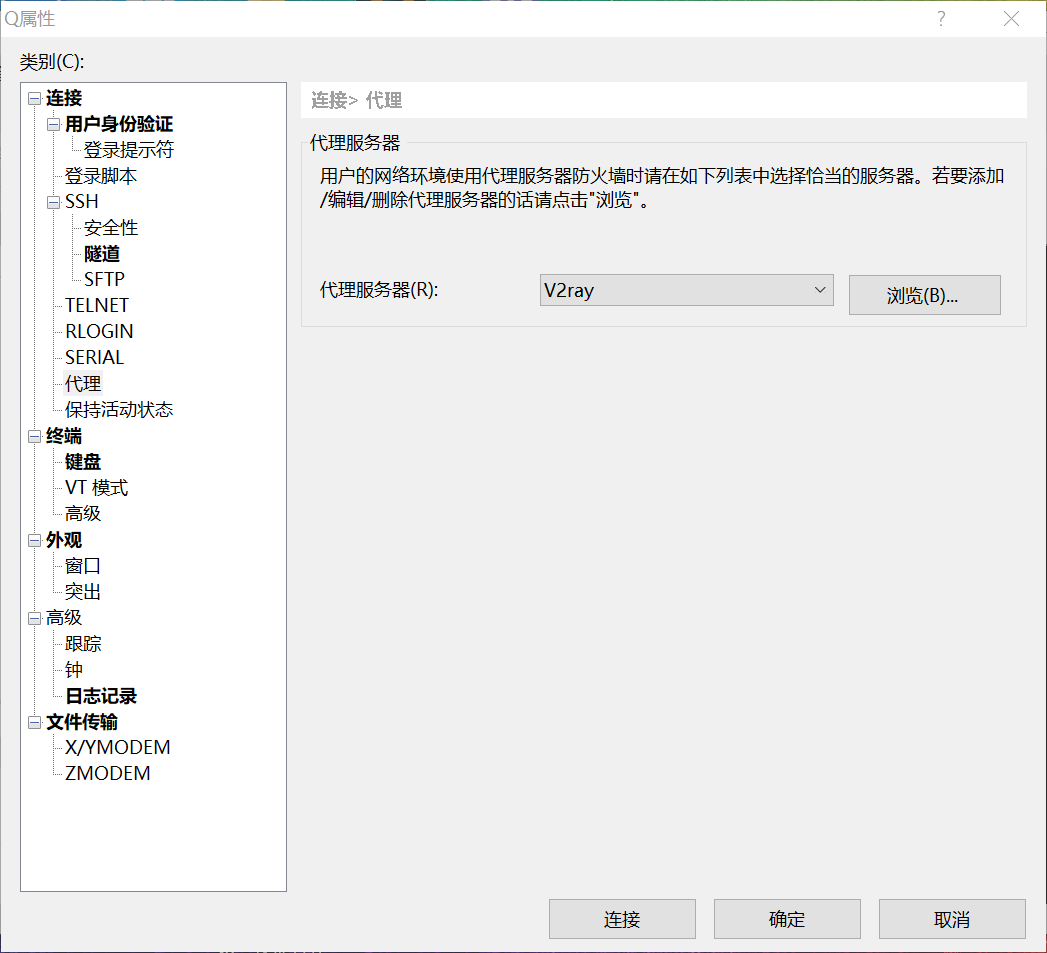 Q属性
类别(C):
连接
用户身份验证
登录提示符
登录脚本
SSH
安全性
隧道
SFTP
TELNET
RLOGIN
SERIAL
代理
保持活动状态
终端
键盘
VT 模式
高级
外观
窗口
突出
高级
跟踪
钟
日志记录
文件传输
X/YMODEM
ZMODEM
连接> 代理
代理服务器
用户的网络环境使用代理服务器防火墙时请在如下列表中选择恰当的服务器。若要添加
/编辑/删除代理服务器的话请点击"浏览"。
代理服务器(R):
V2ray
浏览(B)...
连接
确定
取消